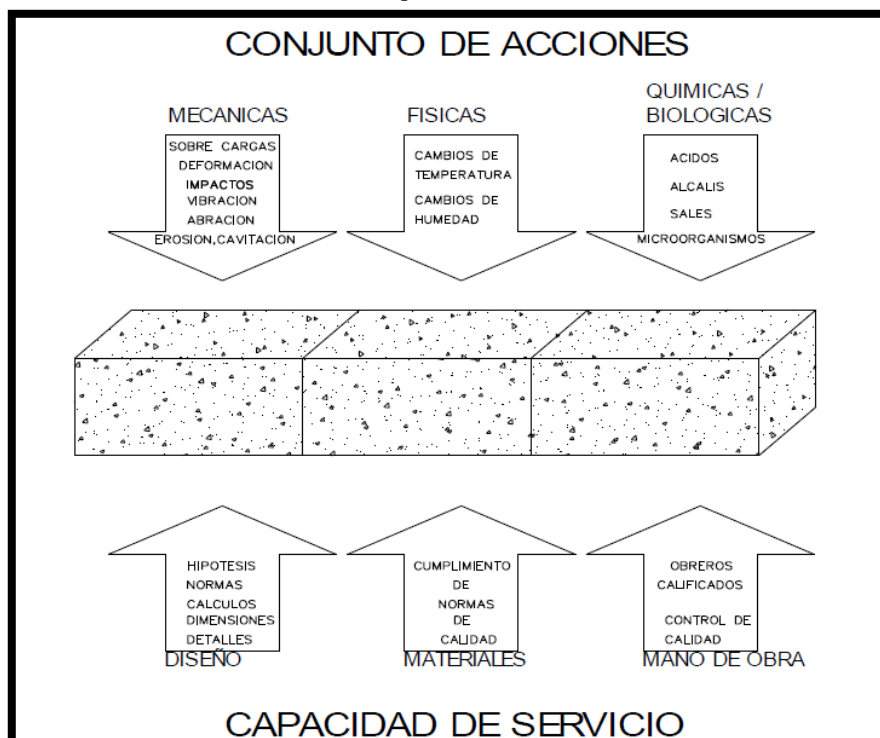 CONJUNTO DE ACCIONES
MECANICAS
SOBRE CARGAS
DEFORMACION
IMPACTOS
VIBRACION
ABRACION
EROSION,CAVITACION
FISICAS
CAMBIOS DE
TEMPERATURA
CAMBIOS DE
HUMEDAD
QUIMICAS /
BIOLOGICAS
ACIDOS
ALCALIS
SALES
MICROORGANISMOS
HIPOTESIS
NORMAS
CALCULOS
DIMENSIONES
DETALLES
DISEÑO
CUMPLIMIENTO
DE
NORMAS
DE
CALIDAD
MATERIALES
OBREROS
CALIFICADOS
CONTROL DE
CALIDAD
MANO DE OBRA
CAPACIDAD DE SERVICIO